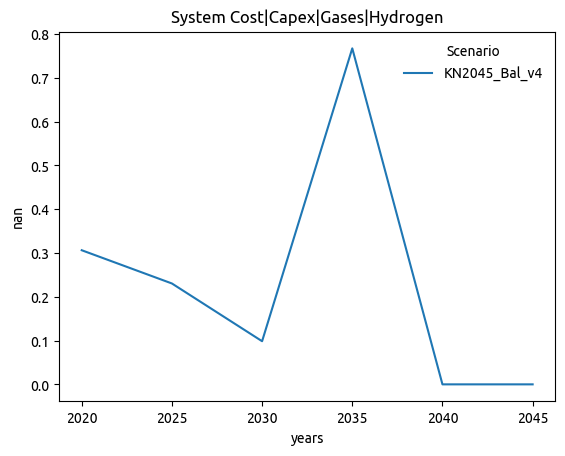 System Cost|Capex|Gases|Hydrogen
0.8
0.7
0.6
0.5
0.4
0.3
0.2
0.1
0.0
nan
Scenario
KN2045_Bal_v4
2020 2025 2030 2035 2040 2045
years